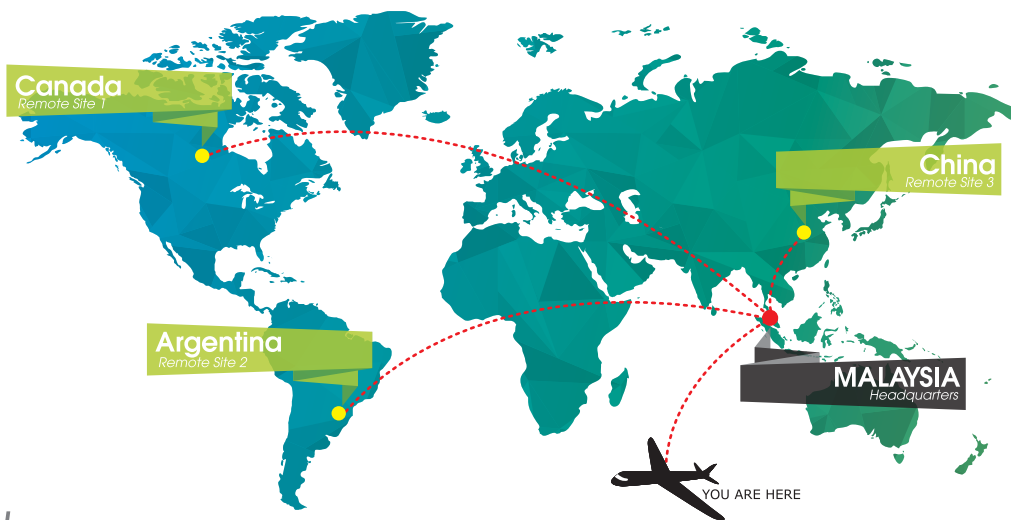 Canada
Remote Site 1
China
Remote Site 3
Argentina
Remote Site 2
MALAYSIA
Headquarters
YOU ARE HERE